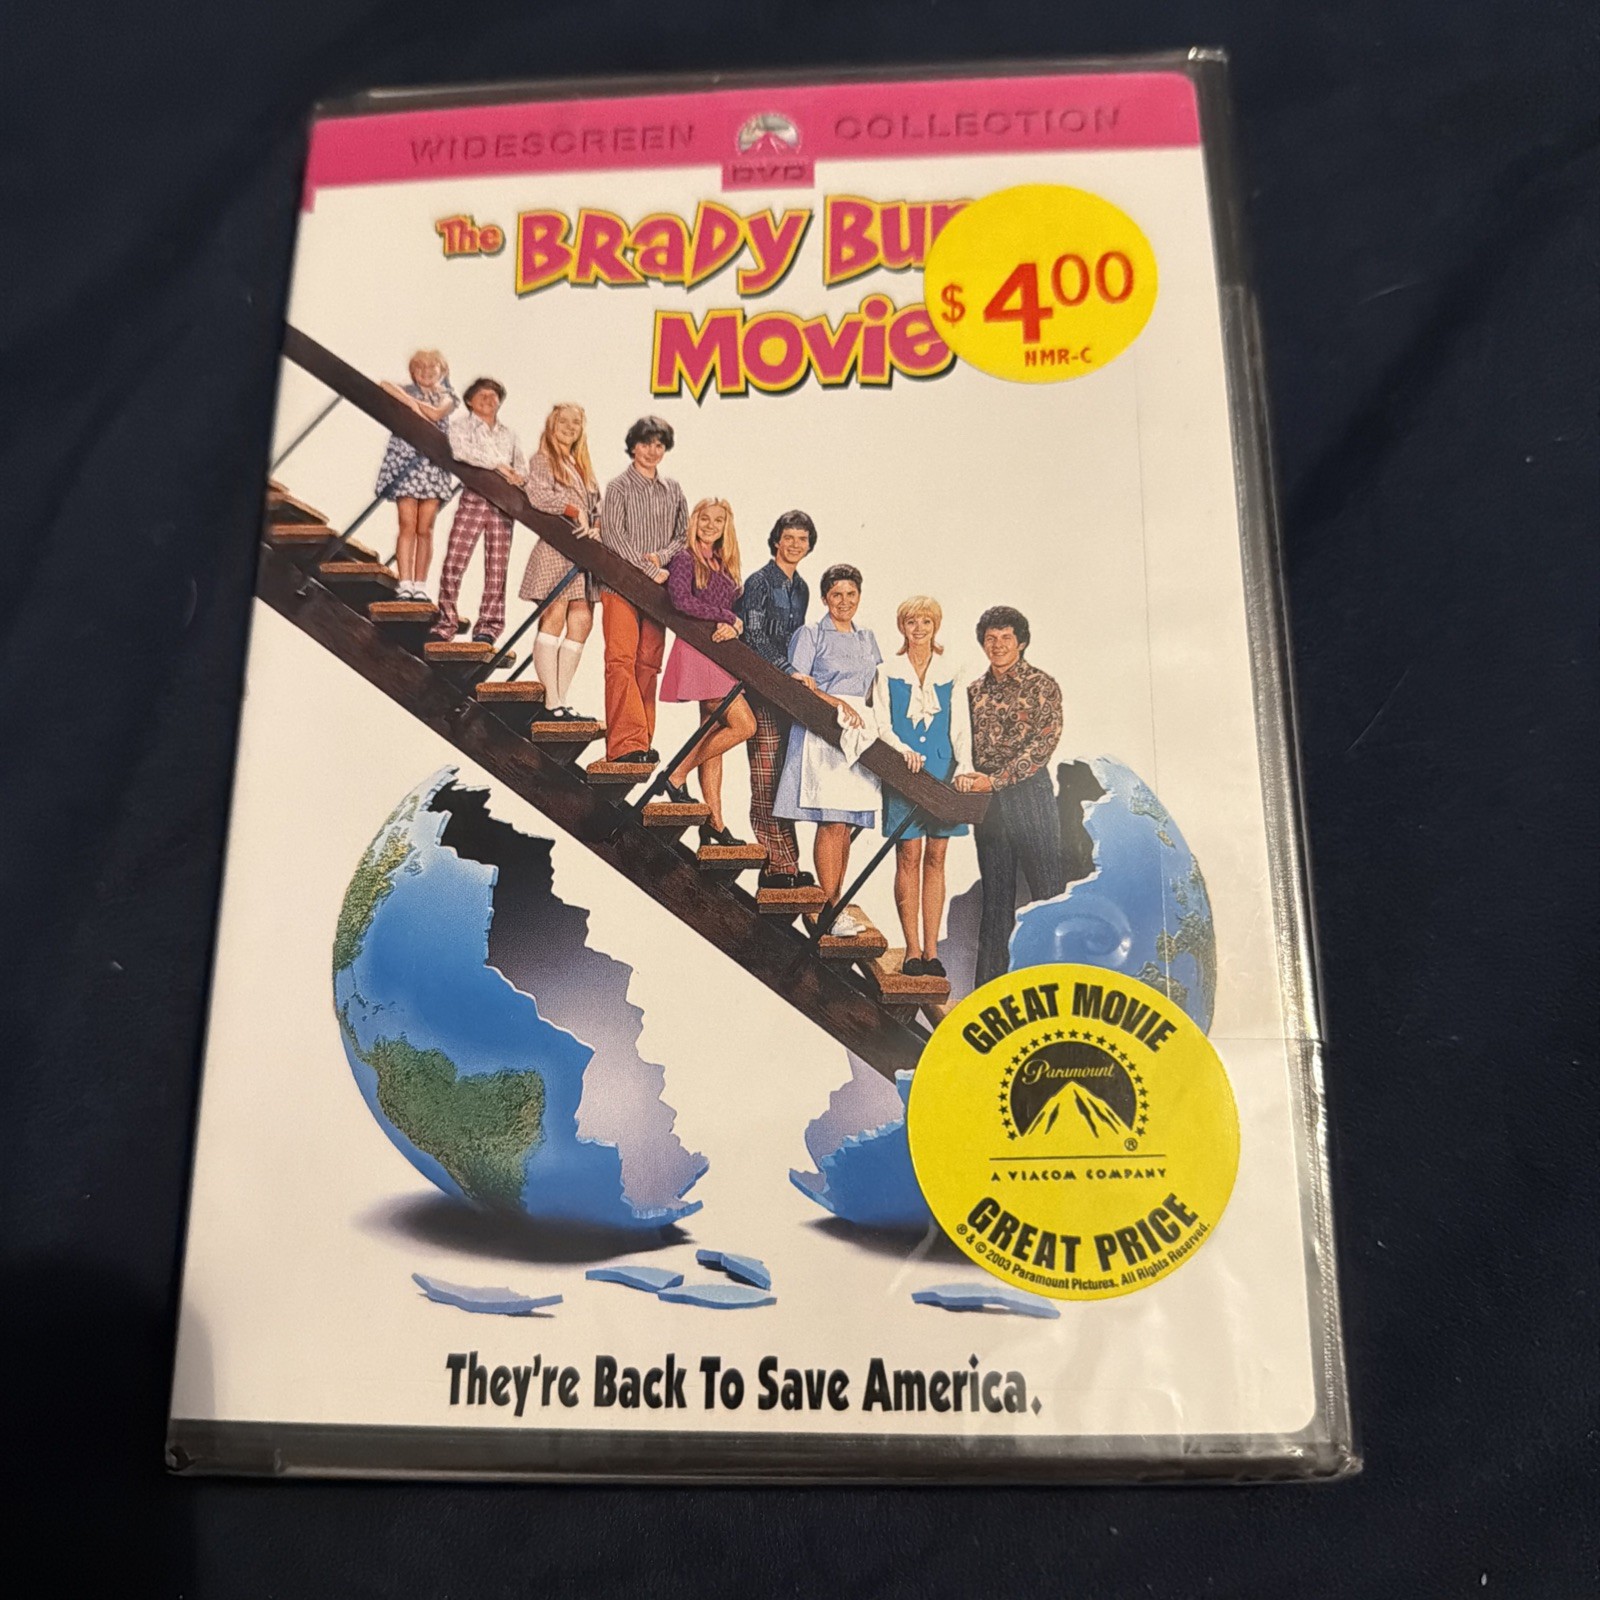 WIDESCREEN DVD COLLECTION
The BRADY
MOVIE
$4.00
NMR-C
GREAT MOVIE
Paramount
®
A VIACOM COMPANY
GREAT PRICE
® & © 2003 Paramount Pictures. All Rights Reserved.
They're Back To Save America.